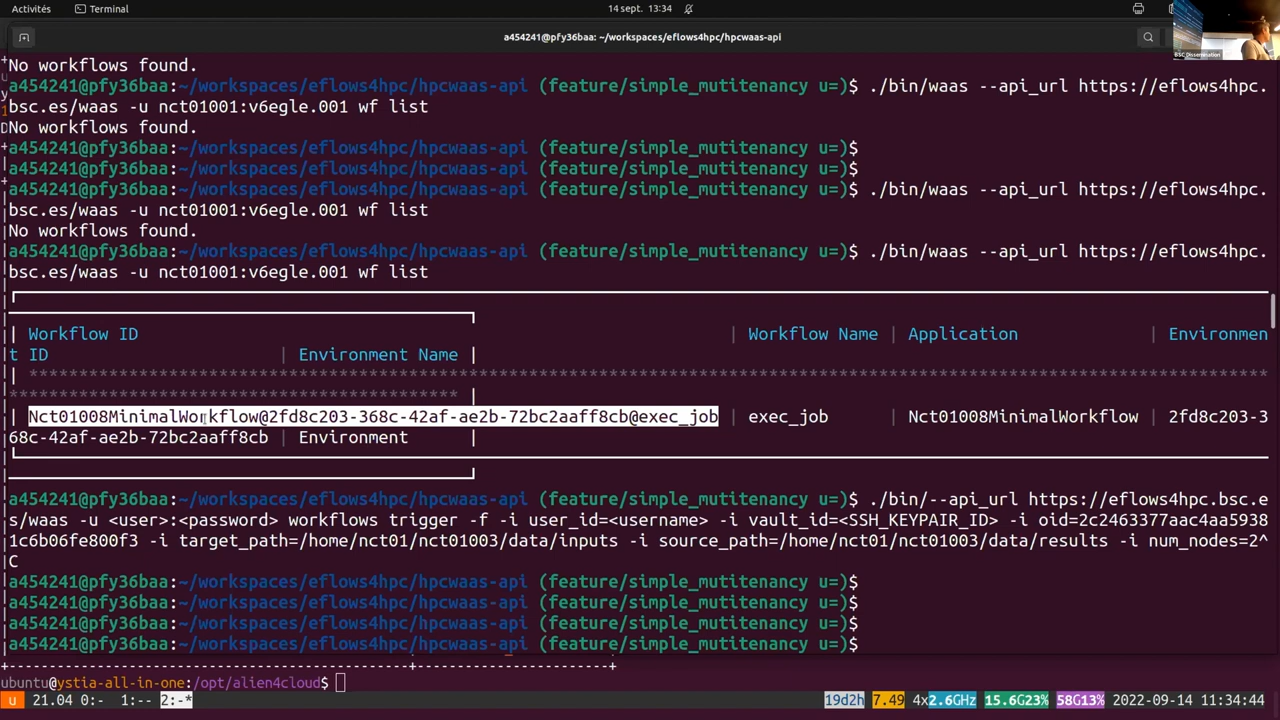 Activités Terminal 14 sept. 13:34
a454241@pfy36baa: ~/workspaces/eflows4hpc/hpcwaas-api
BSC Dissemination
No workflows found.
a454241@pfy36baa:~/workspaces/eflows4hpc/hpcwaas-api (feature/simple_mutitenancy u=)$ ./bin/waas --api_url https://eflows4hpc.
bsc.es/waas -u nct01001:v6egle.001 wf list
No workflows found.
a454241@pfy36baa:~/workspaces/eflows4hpc/hpcwaas-api (feature/simple_mutitenancy u=)$
a454241@pfy36baa:~/workspaces/eflows4hpc/hpcwaas-api (feature/simple_mutitenancy u=)$
a454241@pfy36baa:~/workspaces/eflows4hpc/hpcwaas-api (feature/simple_mutitenancy u=)$ ./bin/waas --api_url https://eflows4hpc.
bsc.es/waas -u nct01001:v6egle.001 wf list
No workflows found.
a454241@pfy36baa:~/workspaces/eflows4hpc/hpcwaas-api (feature/simple_mutitenancy u=)$ ./bin/waas --api_url https://eflows4hpc.
bsc.es/waas -u nct01001:v6egle.001 wf list
| Workflow ID | Workflow Name | Application | Environmen
t ID | Environment Name |
| Nct01008MinimalWorkflow@2fd8c203-368c-42af-ae2b-72bc2aaff8cb@exec_job | exec_job | Nct01008MinimalWorkflow | 2fd8c203-3
68c-42af-ae2b-72bc2aaff8cb | Environment |
a454241@pfy36baa:~/workspaces/eflows4hpc/hpcwaas-api (feature/simple_mutitenancy u=)$ ./bin/--api_url https://eflows4hpc.bsc.e
s/waas -u <user>:<password> workflows trigger -f -i user_id=<username> -i vault_id=<SSH_KEYPAIR_ID> -i oid=2c2463377aac4aa5938
1c6b06fe800f3 -i target_path=/home/nct01/nct01003/data/inputs -i source_path=/home/nct01/nct01003/data/results -i num_nodes=2^
C
a454241@pfy36baa:~/workspaces/eflows4hpc/hpcwaas-api (feature/simple_mutitenancy u=)$
a454241@pfy36baa:~/workspaces/eflows4hpc/hpcwaas-api (feature/simple_mutitenancy u=)$
a454241@pfy36baa:~/workspaces/eflows4hpc/hpcwaas-api (feature/simple_mutitenancy u=)$
a454241@pfy36baa:~/workspaces/eflows4hpc/hpcwaas-api (feature/simple_mutitenancy u=)$
ubuntu@ystia-all-in-one:/opt/alien4cloud$
u 21.04 0:- 1:-- 2:-* 19d2h 7.49 4x2.6GHz 15.6G23% 58G13% 2022-09-14 11:34:44